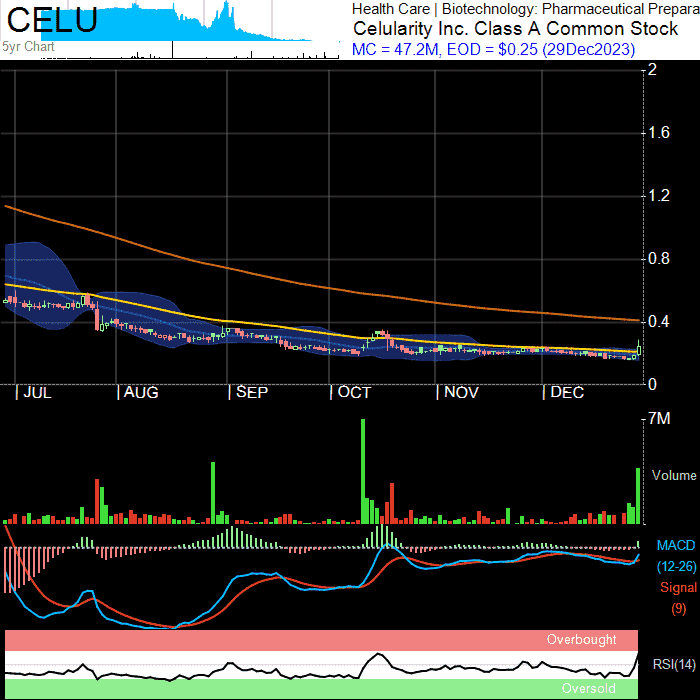 CELU
5yr Chart
Health Care | Biotechnology: Pharmaceutical Prepara
Celularity Inc. Class A Common Stock
MC = 47.2M, EOD = $0.25 (29Dec2023)
2
1.6
1.2
0.8
0.4
0
| JUL | AUG | SEP | OCT | NOV | DEC
7M
Volume
MACD
(12-26)
Signal
(9)
Overbought
RSI(14)
Oversold